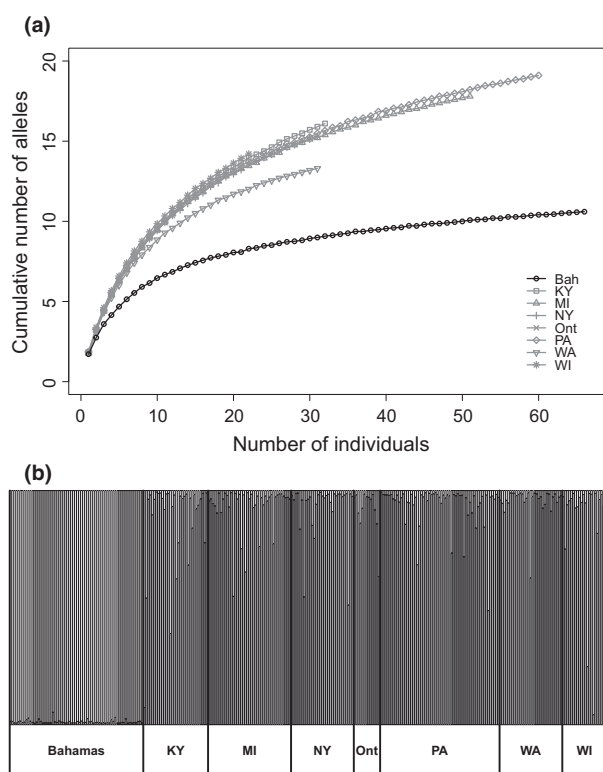 (a)
Cumulative number of alleles
20
15
10
5
0
Bah
KY
MI
NY
Ont
PA
WA
WI
0 10 20 30 40 50 60
Number of individuals
(b)
Bahamas KY MI NY Ont PA WA WI